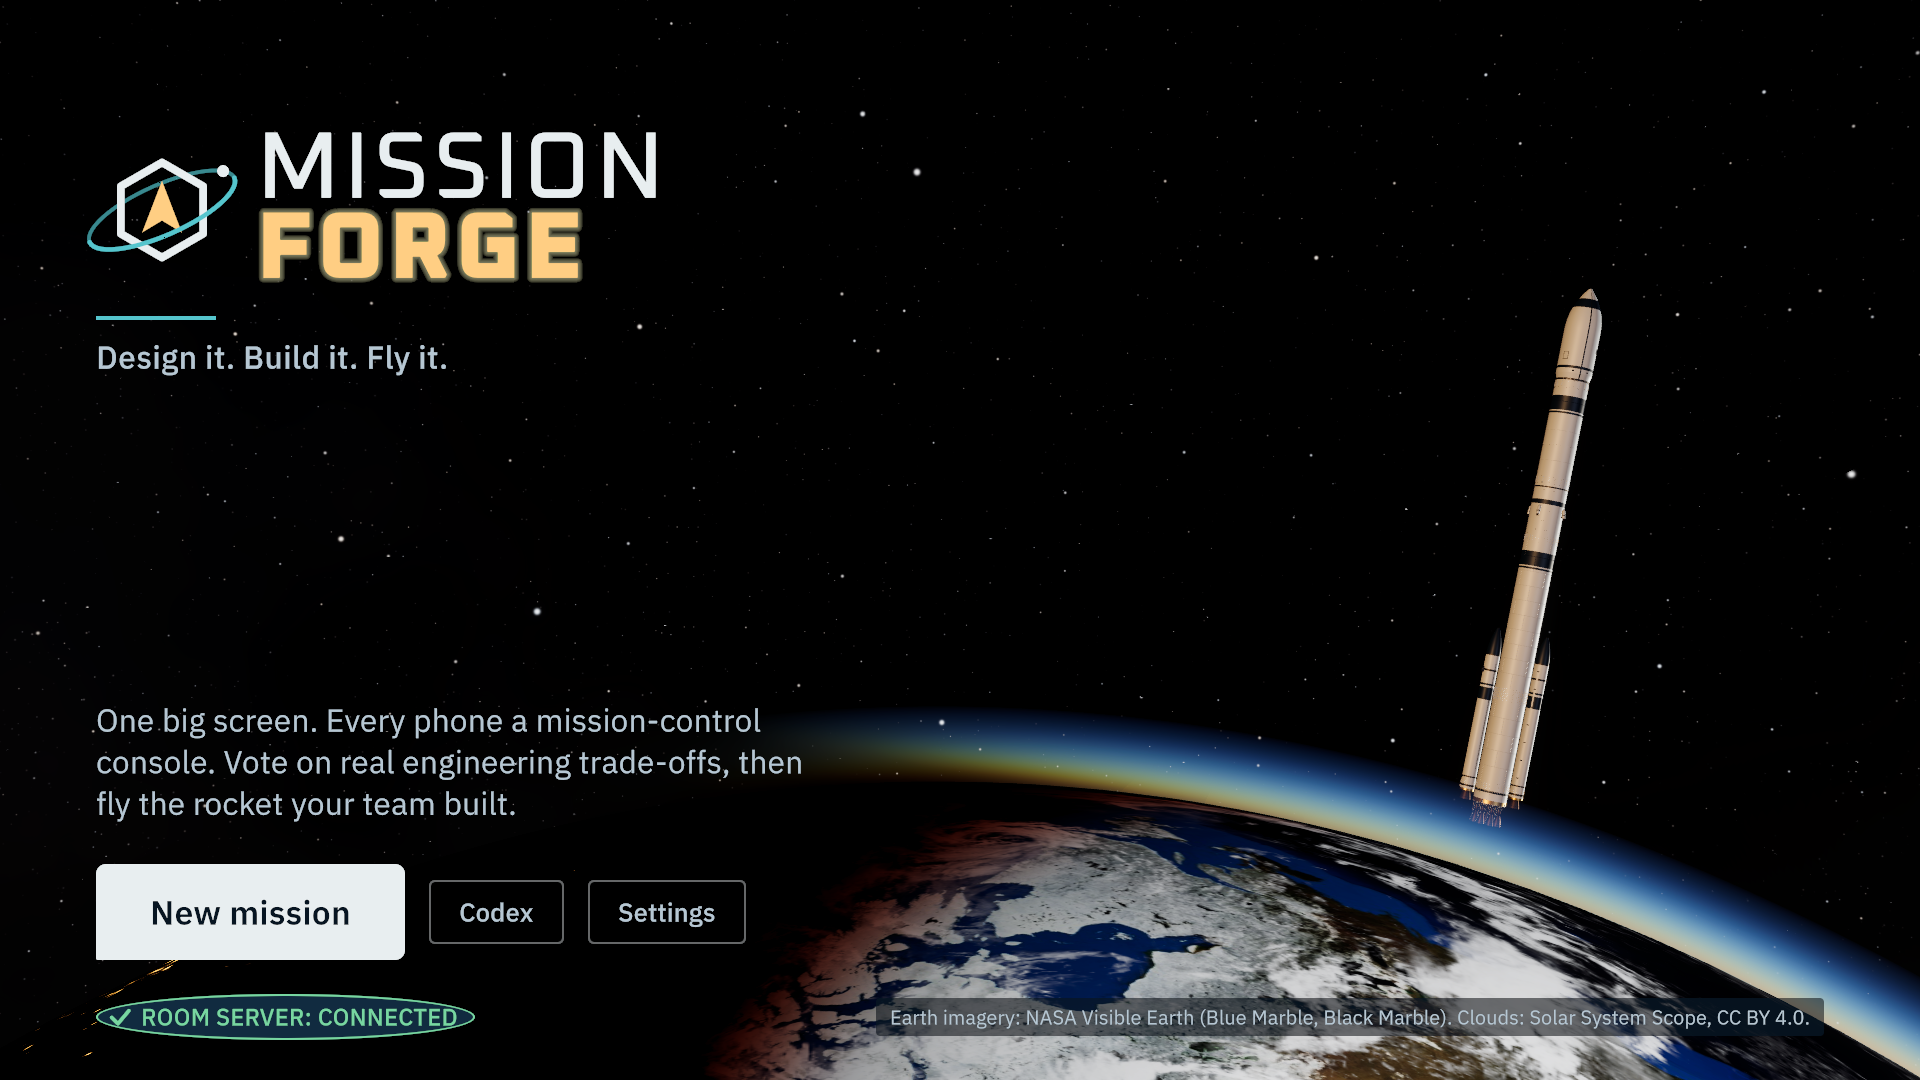 MISSION
FORGE
Design it. Build it. Fly it.
One big screen. Every phone a mission-control
console. Vote on real engineering trade-offs, then
fly the rocket your team built.
New mission
Codex
Settings
ROOM SERVER: CONNECTED
Earth imagery: NASA Visible Earth (Blue Marble, Black Marble). Clouds: Solar System Scope, CC BY 4.0.